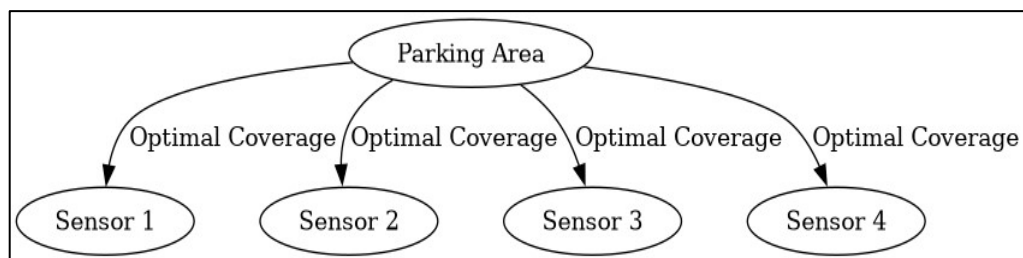 Parking Area
Optimal Coverage Optimal Coverage Optimal Coverage Optimal Coverage
Sensor 1 Sensor 2 Sensor 3 Sensor 4